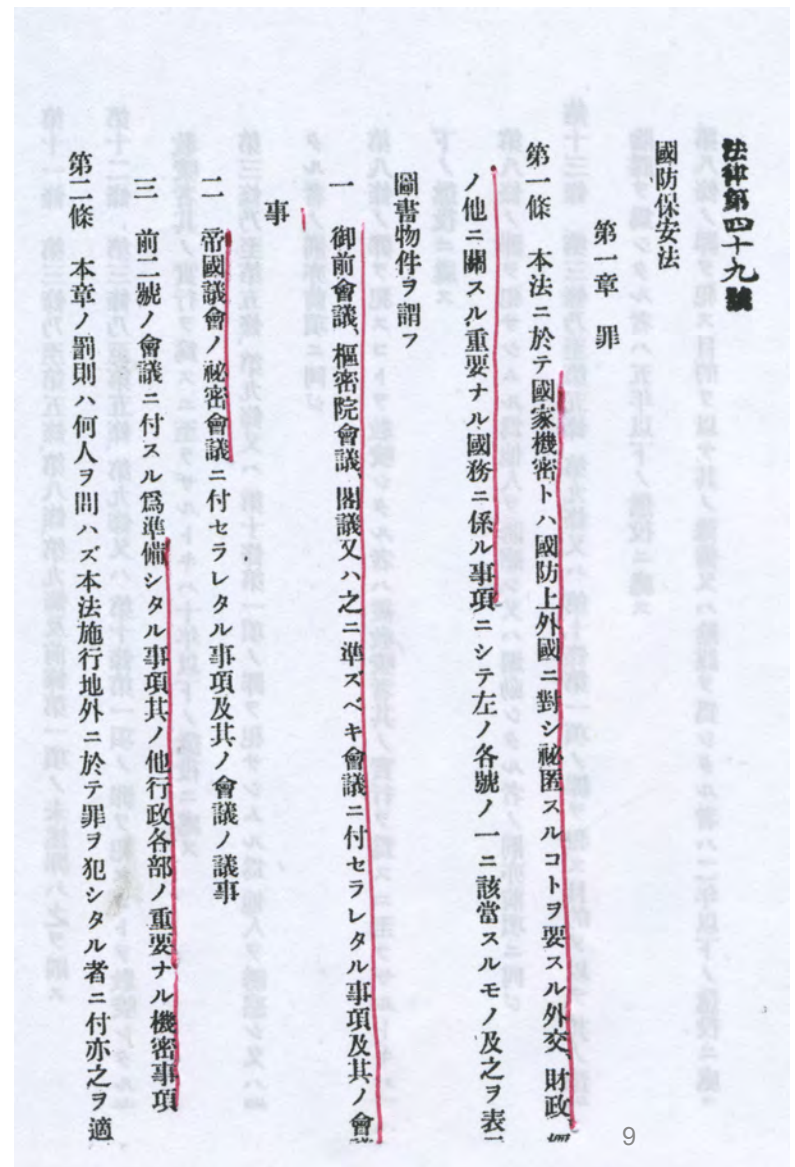 法律第四十九號
國防保安法
第一章 罪
第一條 本法ニ於テ國家機密トハ國防上外國ニ對シ祕匿スルコトヲ要スル外交、財政、
ノ他ニ關スル重要ナル國務ニ係ル事項ニシテ左ノ各號ノ一ニ該當スルモノ及之ヲ表
圖書物件ヲ謂フ
一 御前會議、樞密院會議、閣議又ハ之ニ準ズベキ會議ニ付セラレタル事項及其ノ會
事
二 帝國議會ノ祕密會議ニ付セラレタル事項及其ノ會議ノ議事
三 前二號ノ會議ニ付スル爲準備シタル事項其ノ他行政各部ノ重要ナル機密事項
第二條 本章ノ罰則ハ何人ヲ問ハズ本法施行地外ニ於テ罪ヲ犯シタル者ニ付亦之ヲ適
9